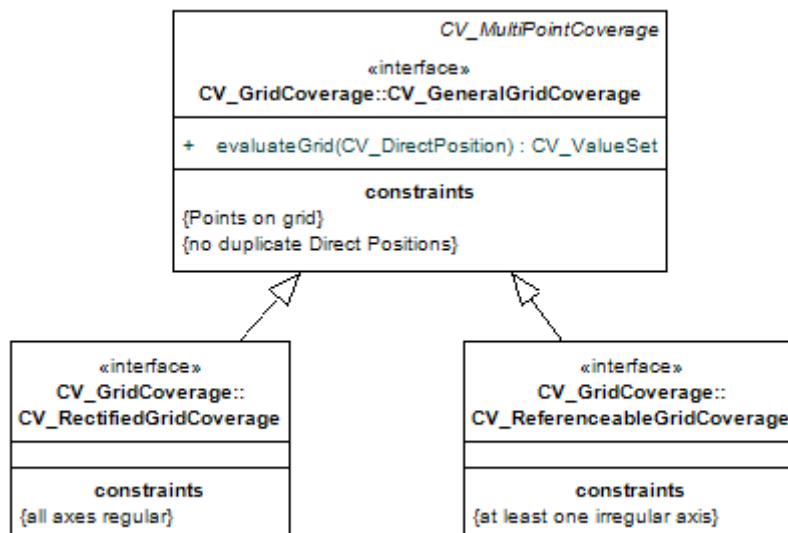 CV_MultiPointCoverage
«interface»
CV_GridCoverage::CV_GeneralGridCoverage
+ evaluateGrid(CV_DirectPosition) : CV_ValueSet
constraints
{Points on grid}
{no duplicate Direct Positions}
«interface»
CV_GridCoverage::
CV_RectifiedGridCoverage
constraints
{all axes regular}
«interface»
CV_GridCoverage::
CV_ReferenceableGridCoverage
constraints
{at least one irregular axis}